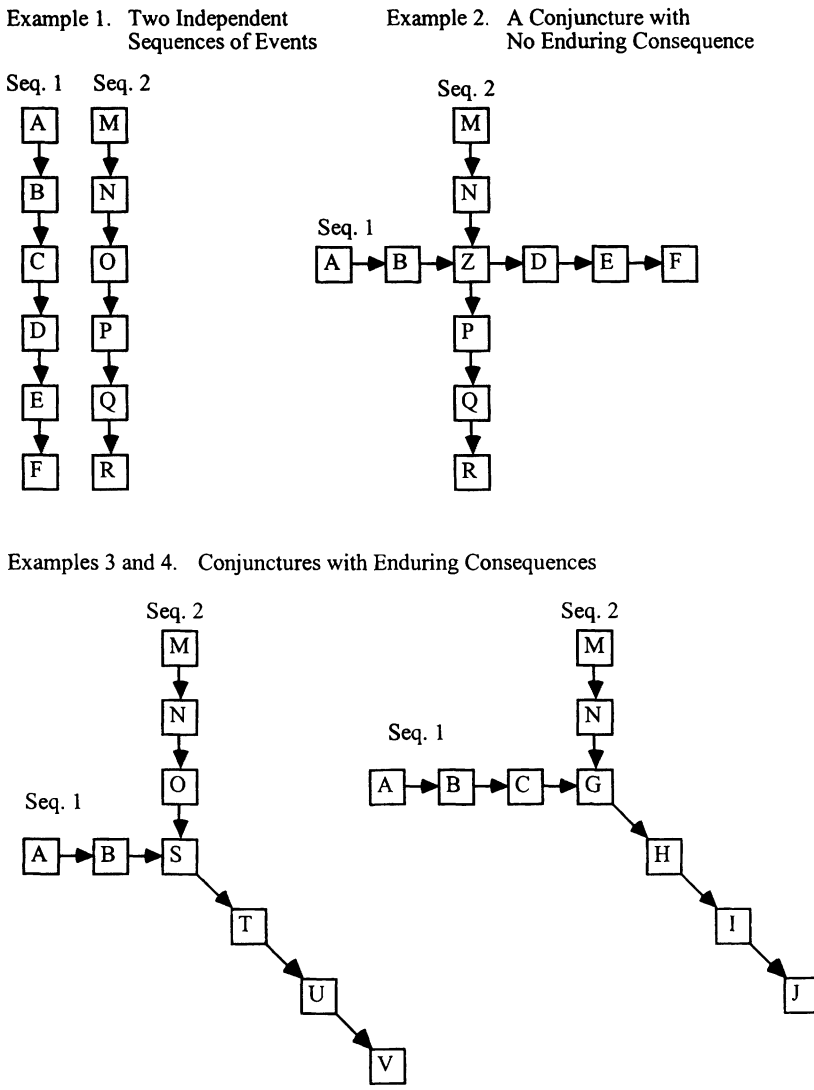 Example 1. Two Independent
Sequences of Events
Example 2. A Conjuncture with
No Enduring Consequence
Seq. 1 Seq. 2
A M
B N
C O
D P
E Q
F R
Seq. 2
M
N
Seq. 1
A B Z D E F
P
Q
R
Examples 3 and 4. Conjunctures with Enduring Consequences
Seq. 2
M
N
O
Seq. 1
A B S
T
U
V
Seq. 2
M
N
Seq. 1
A B C G
H
I
J